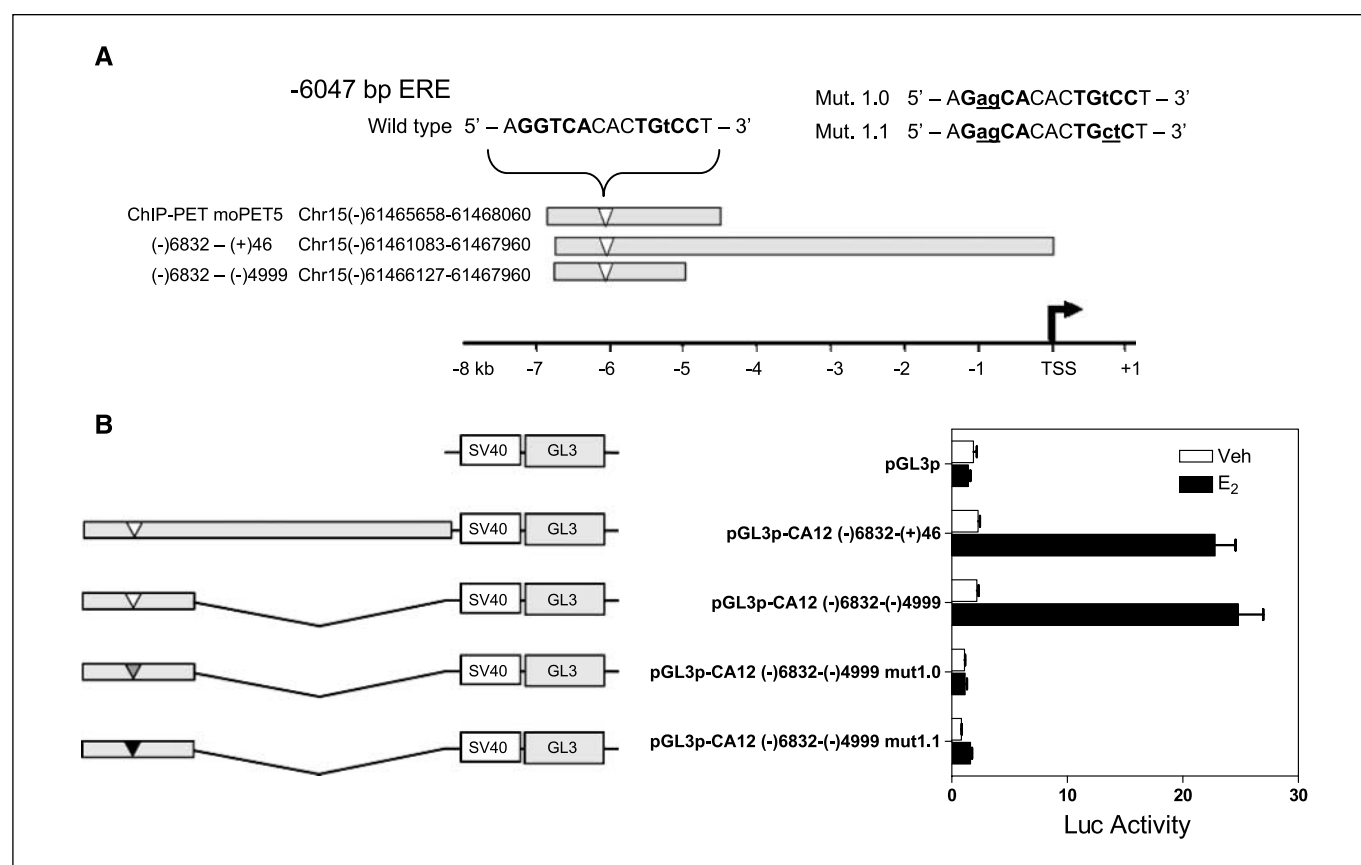 A
-6047 bp ERE
Wild type 5' – AGGTCACACTGtCCT – 3'
Mut. 1.0 5' – AGagCACACTGtCCT – 3'
Mut. 1.1 5' – AGagCACACTGctCT – 3'
ChIP-PET moPET5 Chr15(-)61465658-61468060
(-)6832 – (+)46 Chr15(-)61461083-61467960
(-)6832 – (-)4999 Chr15(-)61466127-61467960
-8 kb -7 -6 -5 -4 -3 -2 -1 TSS +1
B
SV40 GL3
SV40 GL3
SV40 GL3
SV40 GL3
SV40 GL3
pGL3p
pGL3p-CA12 (-)6832-(+)46
pGL3p-CA12 (-)6832-(-)4999
pGL3p-CA12 (-)6832-(-)4999 mut1.0
pGL3p-CA12 (-)6832-(-)4999 mut1.1
Veh
E2
0 10 20 30
Luc Activity